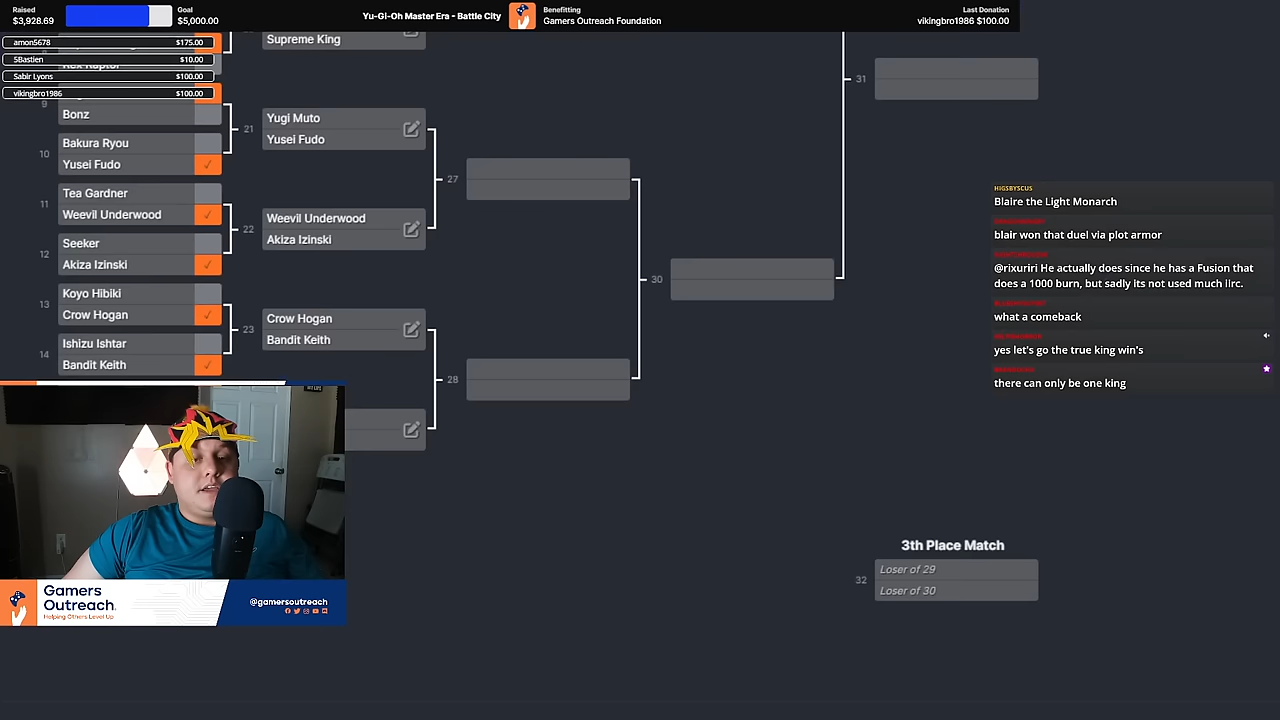 Raised
$3,928.69
Goal
$5,000.00
Yu-Gi-Oh Master Era - Battle City
Benefitting
Gamers Outreach Foundation
Last Donation
vikingbro1986 $100.00
amon5678 $175.00
5Bastien $10.00
Sabir Lyons $100.00
vikingbro1986 $100.00
Supreme King
9
Bonz
10
Bakura Ryou
Yusei Fudo
11
Tea Gardner
Weevil Underwood
12
Seeker
Akiza Izinski
13
Koyo Hibiki
Crow Hogan
14
Ishizu Ishtar
Bandit Keith
21
Yugi Muto
Yusei Fudo
22
Weevil Underwood
Akiza Izinski
23
Crow Hogan
Bandit Keith
27
28
30
31
3th Place Match
32
Loser of 29
Loser of 30
HIGSBYSCUS
Blaire the Light Monarch
blair won that duel via plot armor
@rixuriri He actually does since he has a Fusion that
does a 1000 burn, but sadly its not used much IIrc.
what a comeback
yes let's go the true king win's
there can only be one king
Gamers
Outreach.
Helping Others Level Up
@gamersoutreach